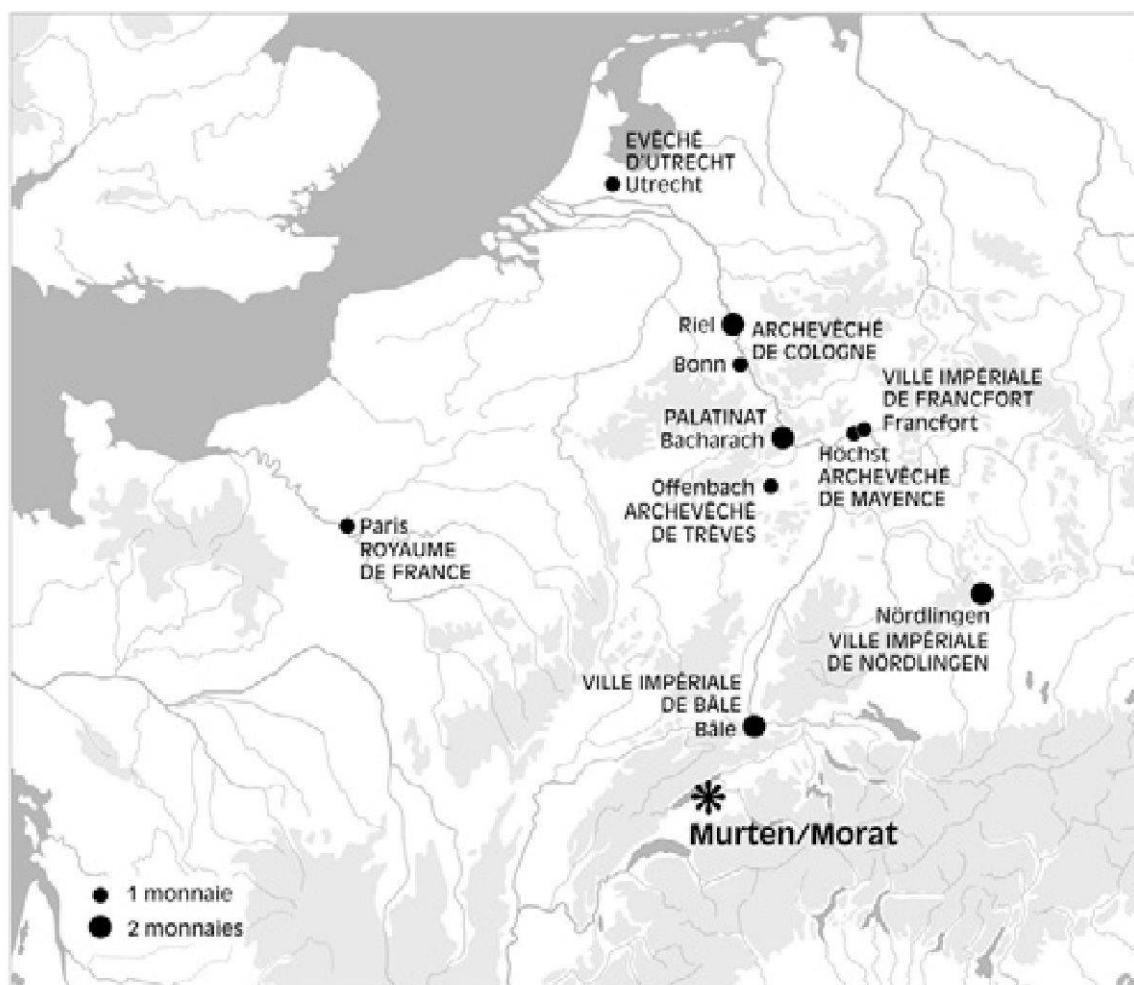 EVÊCHÉ
D'UTRECHT
Utrecht
Riel
ARCHEVÊCHÉ
DE COLOGNE
Bonn
VILLE IMPÉRIALE
DE FRANCFORT
Francfort
PALATINAT
Bacharach
Höchst
ARCHEVÊCHÉ
DE MAYENCE
Offenbach
ARCHEVÊCHÉ
DE TRÈVES
Paris
ROYAUME
DE FRANCE
Nördlingen
VILLE IMPÉRIALE
DE NÖRDLINGEN
VILLE IMPÉRIALE
DE BÂLE
Bâle
Murten/Morat
1 monnaie
2 monnaies